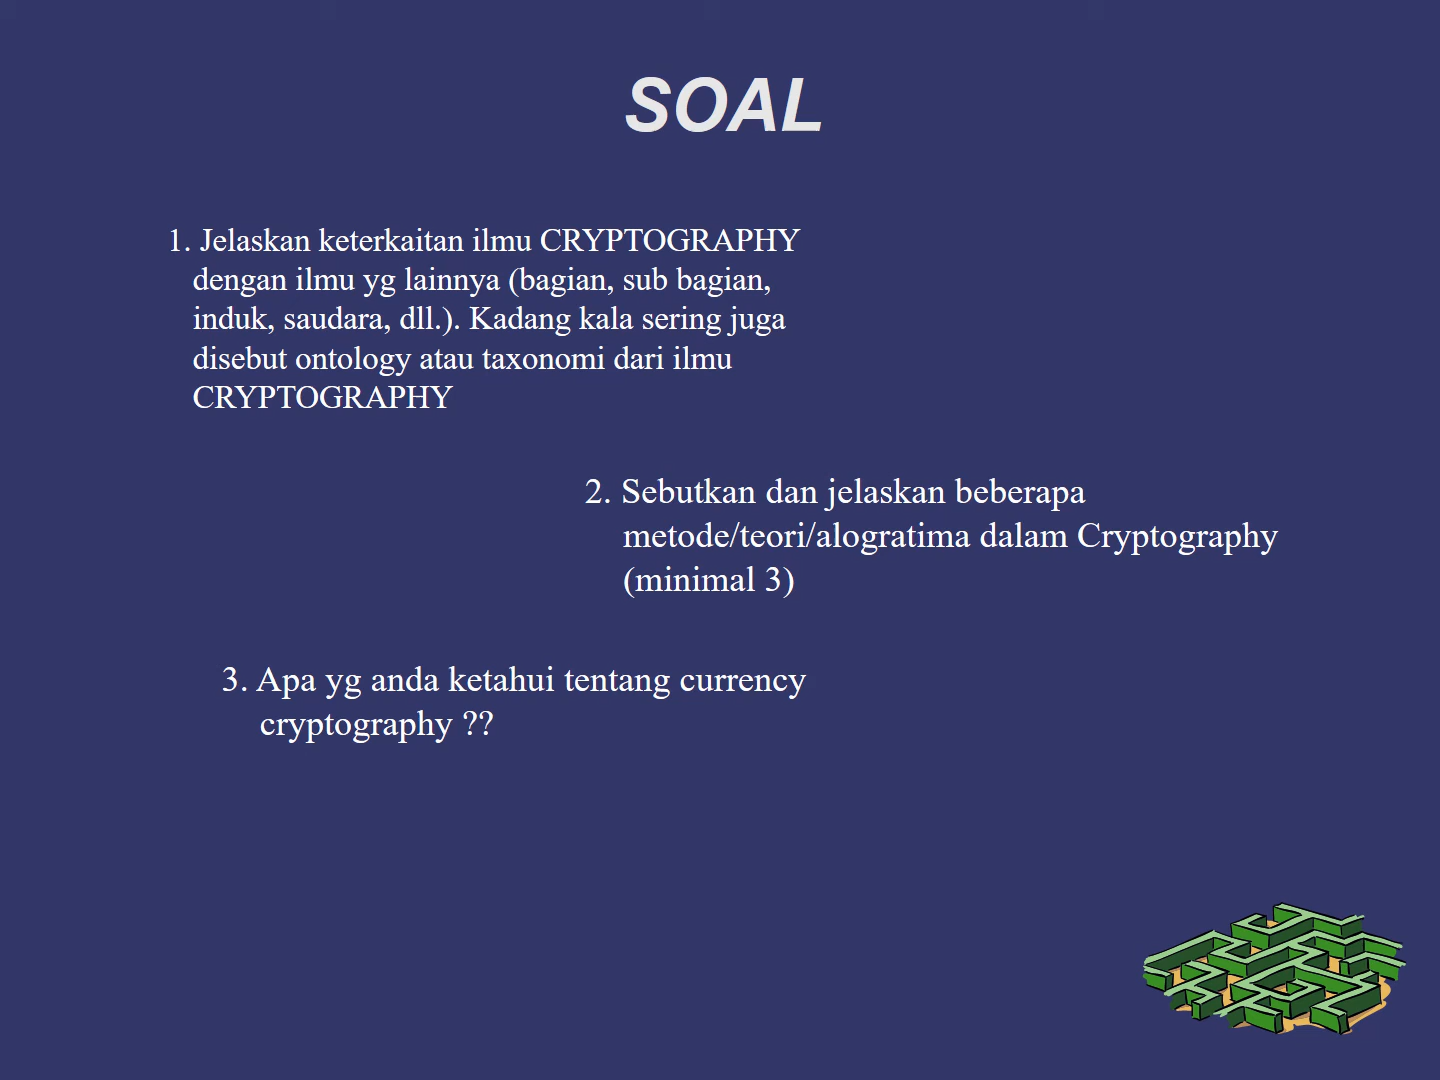 SOAL
1. Jelaskan keterkaitan ilmu CRYPTOGRAPHY
dengan ilmu yg lainnya (bagian, sub bagian,
induk, saudara, dll.). Kadang kala sering juga
disebut ontology atau taxonomi dari ilmu
CRYPTOGRAPHY
2. Sebutkan dan jelaskan beberapa
metode/teori/alogratima dalam Cryptography
(minimal 3)
3. Apa yg anda ketahui tentang currency
cryptography ??